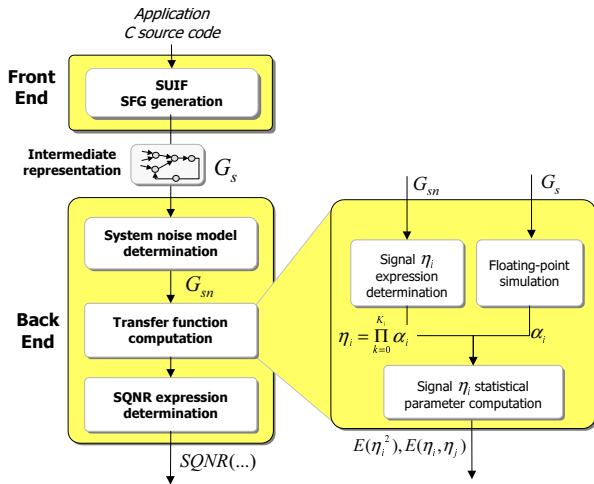 Application
C source code
Front
End
SUIF
SFG generation
Intermediate
representation
G_s
Back
End
System noise model
determination
G_sn
Transfer function
computation
SQNR expression
determination
SQNR(...)
G_sn
G_s
Signal η_i
expression
determination
Floating-point
simulation
η_i = ∏_{k=0}^{K_i} α_i
α_i
Signal η_i statistical
parameter computation
E(η_i²), E(η_i, η_j)